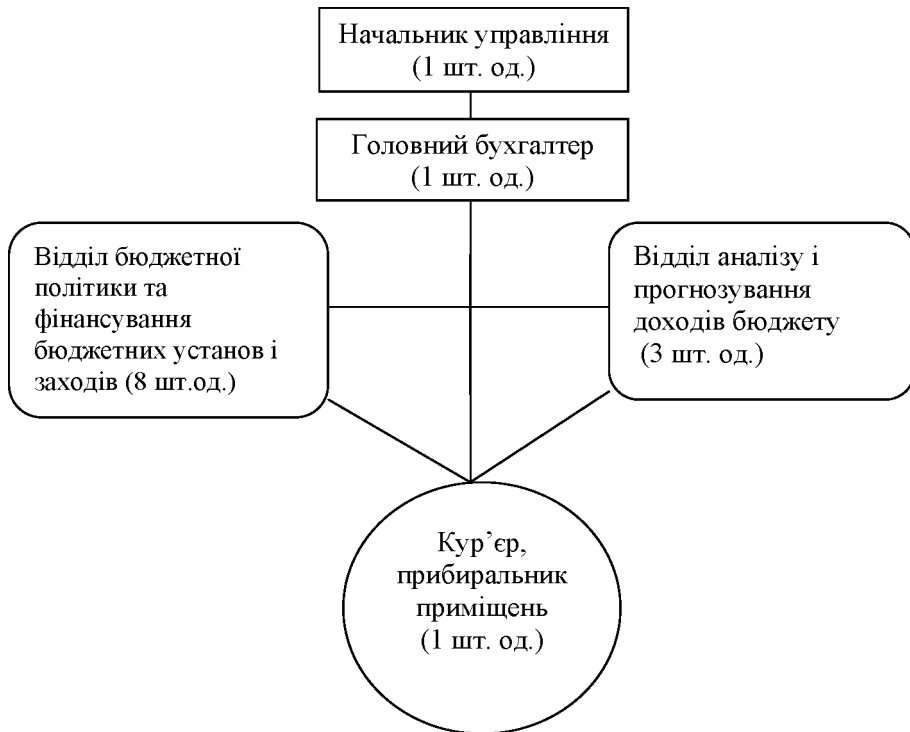 Начальник управління
(1 шт. од.)
Головний бухгалтер
(1 шт. од.)
Відділ бюджетної
політики та
фінансування
бюджетних установ і
заходів (8 шт.од.)
Відділ аналізу і
прогнозування
доходів бюджету
(3 шт. од.)
Кур’єр,
прибиральник
приміщень
(1 шт. од.)